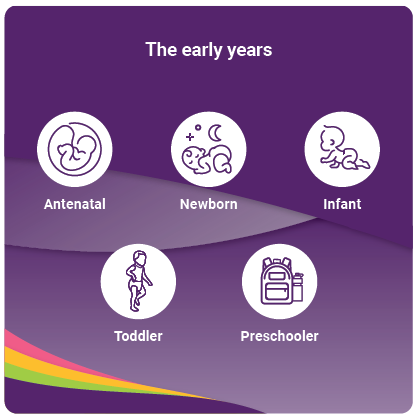 The early years
Antenatal
Newborn
Infant
Toddler
Preschooler